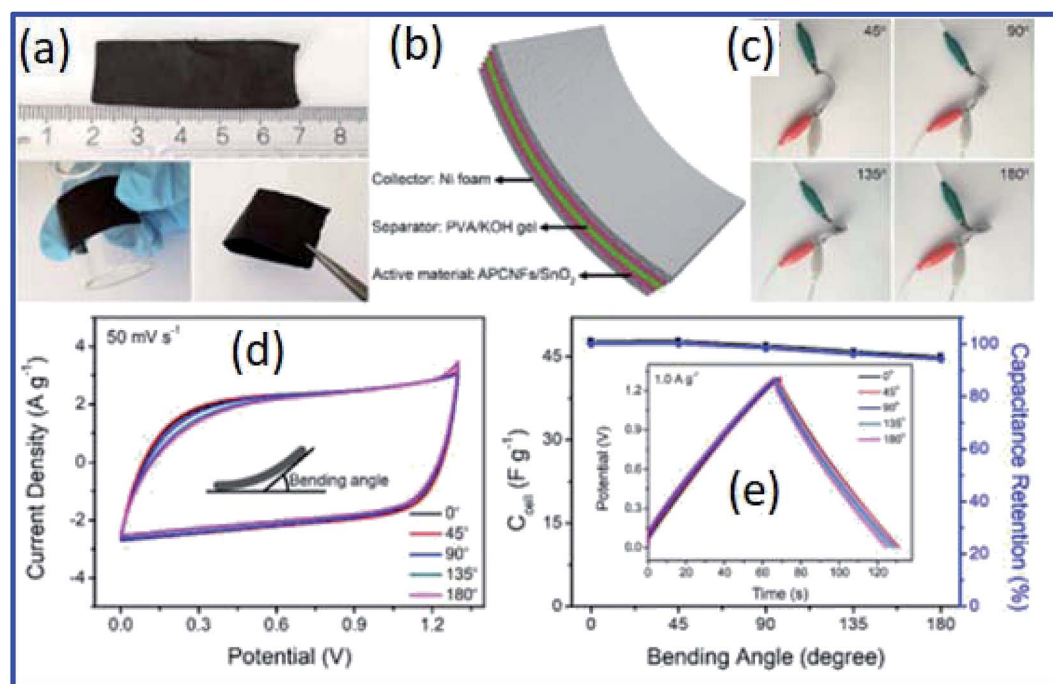 (a)
cm 1 2 3 4 5 6 7 8
(b)
Collector: Ni foam
Separator: PVA/KOH gel
Active material: APCNFs/SnO₂
(c)
45°
90°
135°
180°
50 mV s⁻¹
(d)
Current Density (A g⁻¹)
4
2
0
-2
-4
Bending angle
0°
45°
90°
135°
180°
0.0 0.3 0.6 0.9 1.2
Potential (V)
C_cell (F g⁻¹)
45
30
15
0
1.0 A g⁻¹
Potential (V)
1.2
0.9
0.6
0.3
0.0
0°
45°
90°
135°
180°
(e)
0 20 40 60 80 100 120 140
Time (s)
100
80
60
40
20
0
Capacitance Retention (%)
0 45 90 135 180
Bending Angle (degree)